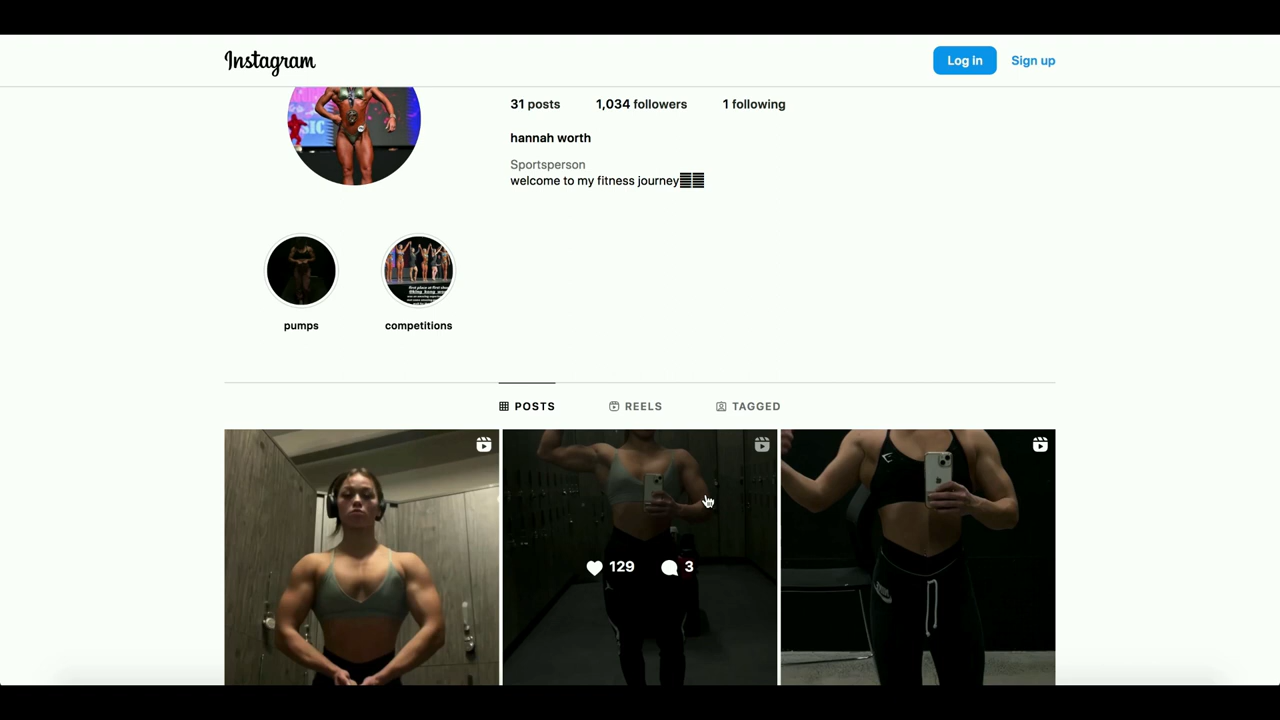 Instagram
Log in
Sign up
31 posts
1,034 followers
1 following
hannah worth
Sportsperson
welcome to my fitness journey
pumps
competitions
POSTS
REELS
TAGGED
129
3